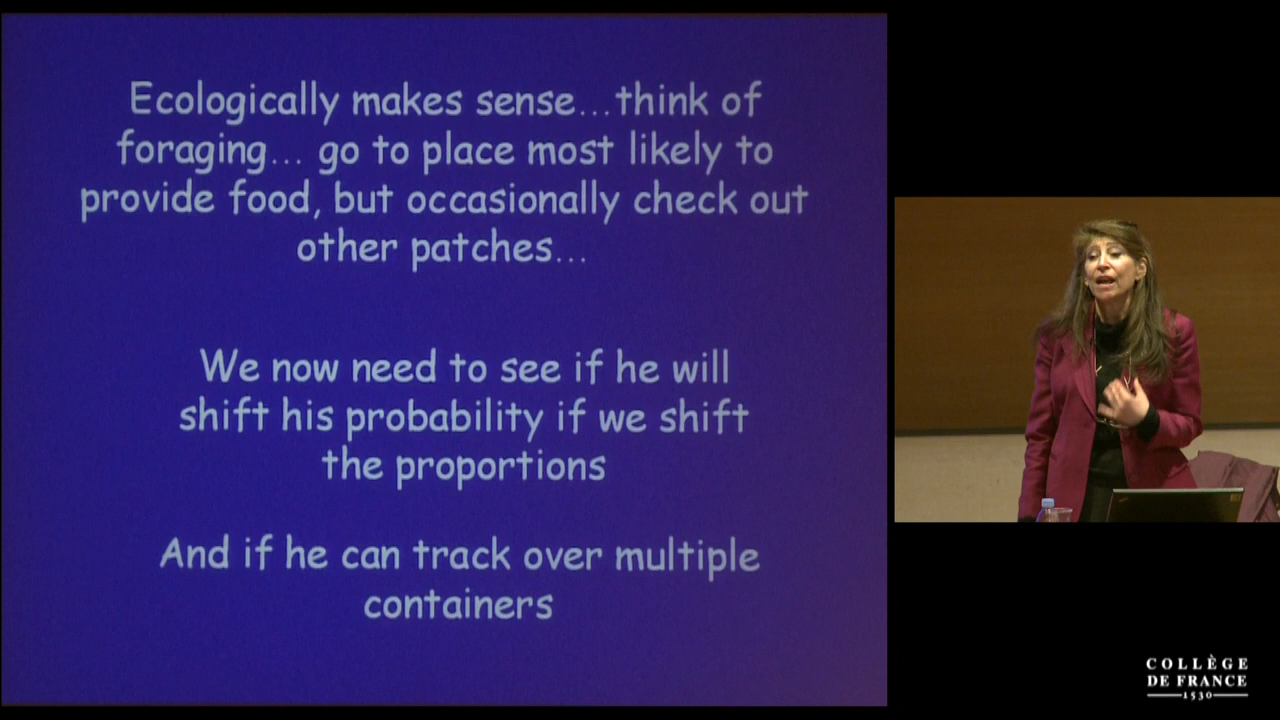 Ecologically makes sense...think of
foraging... go to place most likely to
provide food, but occasionally check out
other patches...
We now need to see if he will
shift his probability if we shift
the proportions
And if he can track over multiple
containers
COLLÈGE
DE FRANCE
1530